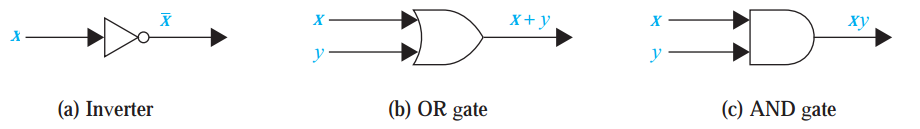 x
x̅
(a) Inverter
x
y
x + y
(b) OR gate
x
y
xy
(c) AND gate